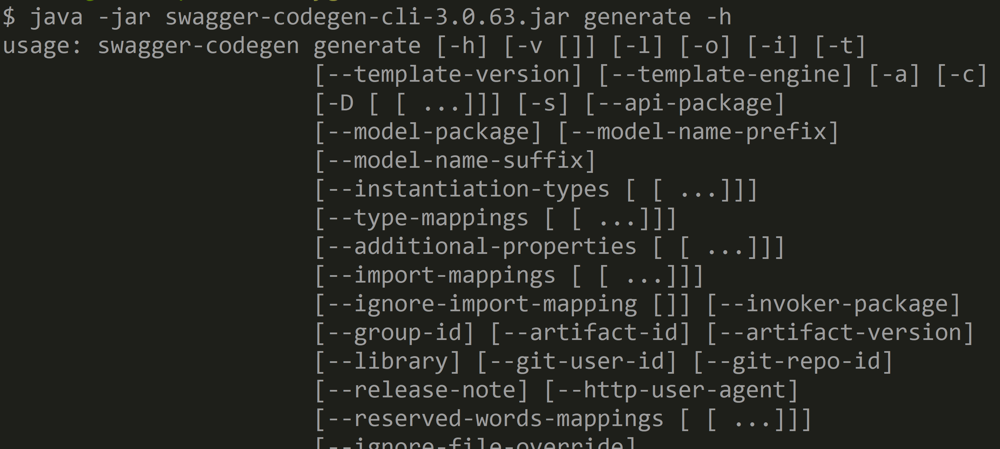 $ java -jar swagger-codegen-cli-3.0.63.jar generate -h
usage: swagger-codegen generate [-h] [-v []] [-l] [-o] [-i] [-t]
[--template-version] [--template-engine] [-a] [-c]
[-D [ [ ...]]] [-s] [--api-package]
[--model-package] [--model-name-prefix]
[--model-name-suffix]
[--instantiation-types [ [ ...]]]
[--type-mappings [ [ ...]]]
[--additional-properties [ [ ...]]]
[--import-mappings [ [ ...]]]
[--ignore-import-mapping []] [--invoker-package]
[--group-id] [--artifact-id] [--artifact-version]
[--library] [--git-user-id] [--git-repo-id]
[--release-note] [--http-user-agent]
[--reserved-words-mappings [ [ ...]]]
[--ignore-file-override]